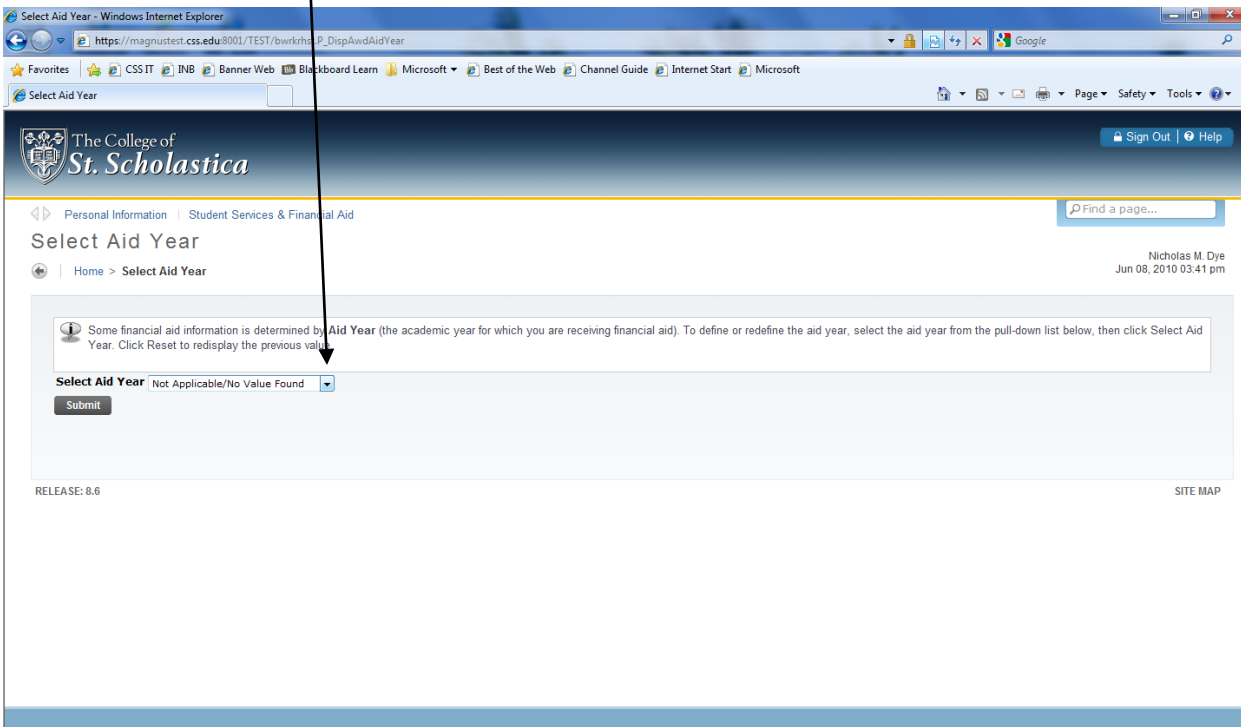 Select Aid Year - Windows Internet Explorer
https://magnustest.css.edu:8001/TEST/bwrkrhst.P_DispAwdAidYear
Google
Favorites CSS IT INB Banner Web Bb Blackboard Learn Microsoft Best of the Web Channel Guide Internet Start Microsoft
Select Aid Year Page Safety Tools
The College of
St. Scholastica
Sign Out | Help
Personal Information | Student Services & Financial Aid
Find a page...
Select Aid Year
Home > Select Aid Year
Nicholas M. Dye
Jun 08, 2010 03:41 pm
Some financial aid information is determined by Aid Year (the academic year for which you are receiving financial aid). To define or redefine the aid year, select the aid year from the pull-down list below, then click Select Aid
Year. Click Reset to redisplay the previous value.
Select Aid Year Not Applicable/No Value Found
Submit
RELEASE: 8.6
SITE MAP